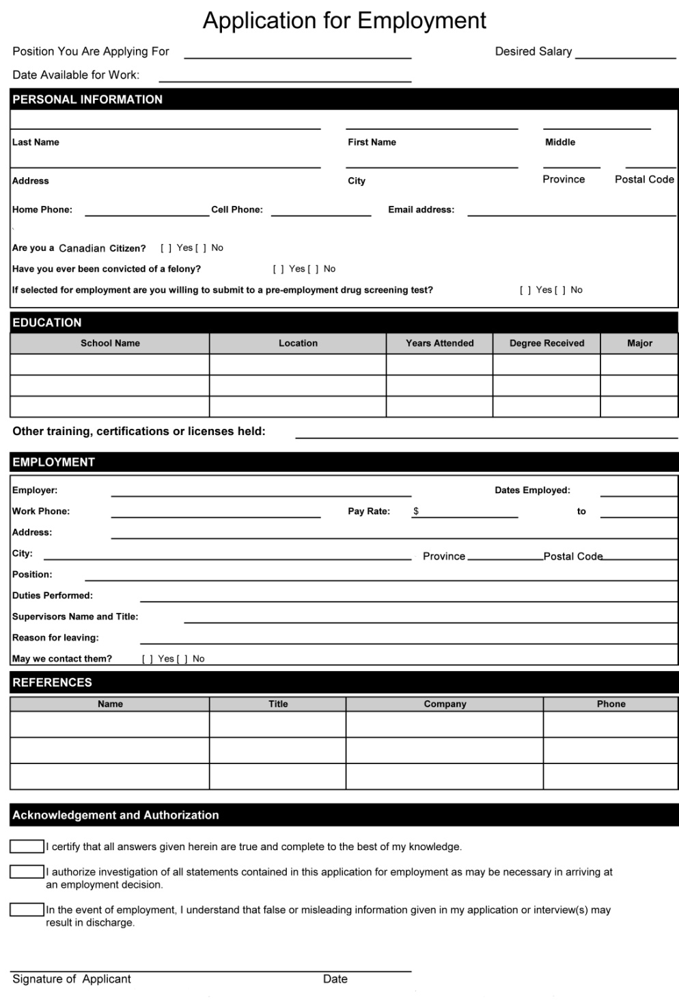 Application for Employment
Position You Are Applying For Desired Salary
Date Available for Work:
PERSONAL INFORMATION
Last Name First Name Middle
Address City Province Postal Code
Home Phone: Cell Phone: Email address:
Are you a Canadian Citizen? [ ] Yes [ ] No
Have you ever been convicted of a felony? [ ] Yes [ ] No
If selected for employment are you willing to submit to a pre-employment drug screening test? [ ] Yes [ ] No
EDUCATION
School Name Location Years Attended Degree Received Major
Other training, certifications or licenses held:
EMPLOYMENT
Employer: Dates Employed:
Work Phone: Pay Rate: $ to
Address:
City: Province Postal Code
Position:
Duties Performed:
Supervisors Name and Title:
Reason for leaving:
May we contact them? [ ] Yes [ ] No
REFERENCES
Name Title Company Phone
Acknowledgement and Authorization
I certify that all answers given herein are true and complete to the best of my knowledge.
I authorize investigation of all statements contained in this application for employment as may be necessary in arriving at
an employment decision.
In the event of employment, I understand that false or misleading information given in my application or interview(s) may
result in discharge.
Signature of Applicant Date